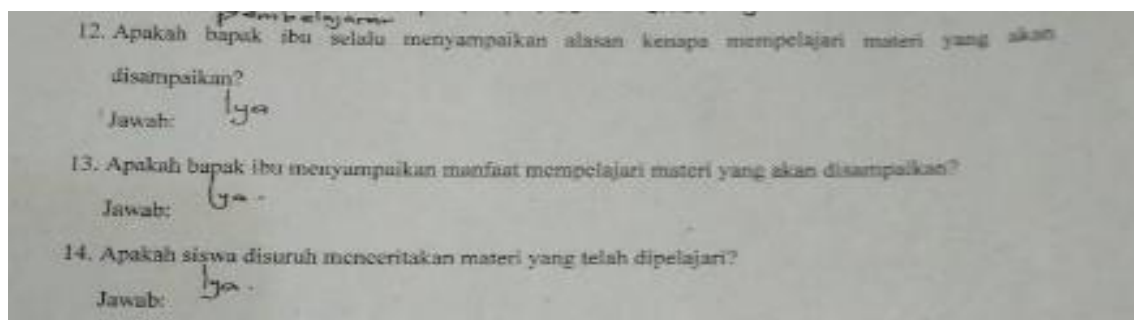 pembelajaran
12. Apakah bapak ibu selalu menyampaikan alasan kenapa mempelajari materi yang akan
disampaikan?
Iya
Jawab:
13. Apakah bapak ibu menyampaikan manfaat mempelajari materi yang akan disampaikan?
Iya.
Jawab:
14. Apakah siswa disuruh menceritakan materi yang telah dipelajari?
Iya.
Jawab: